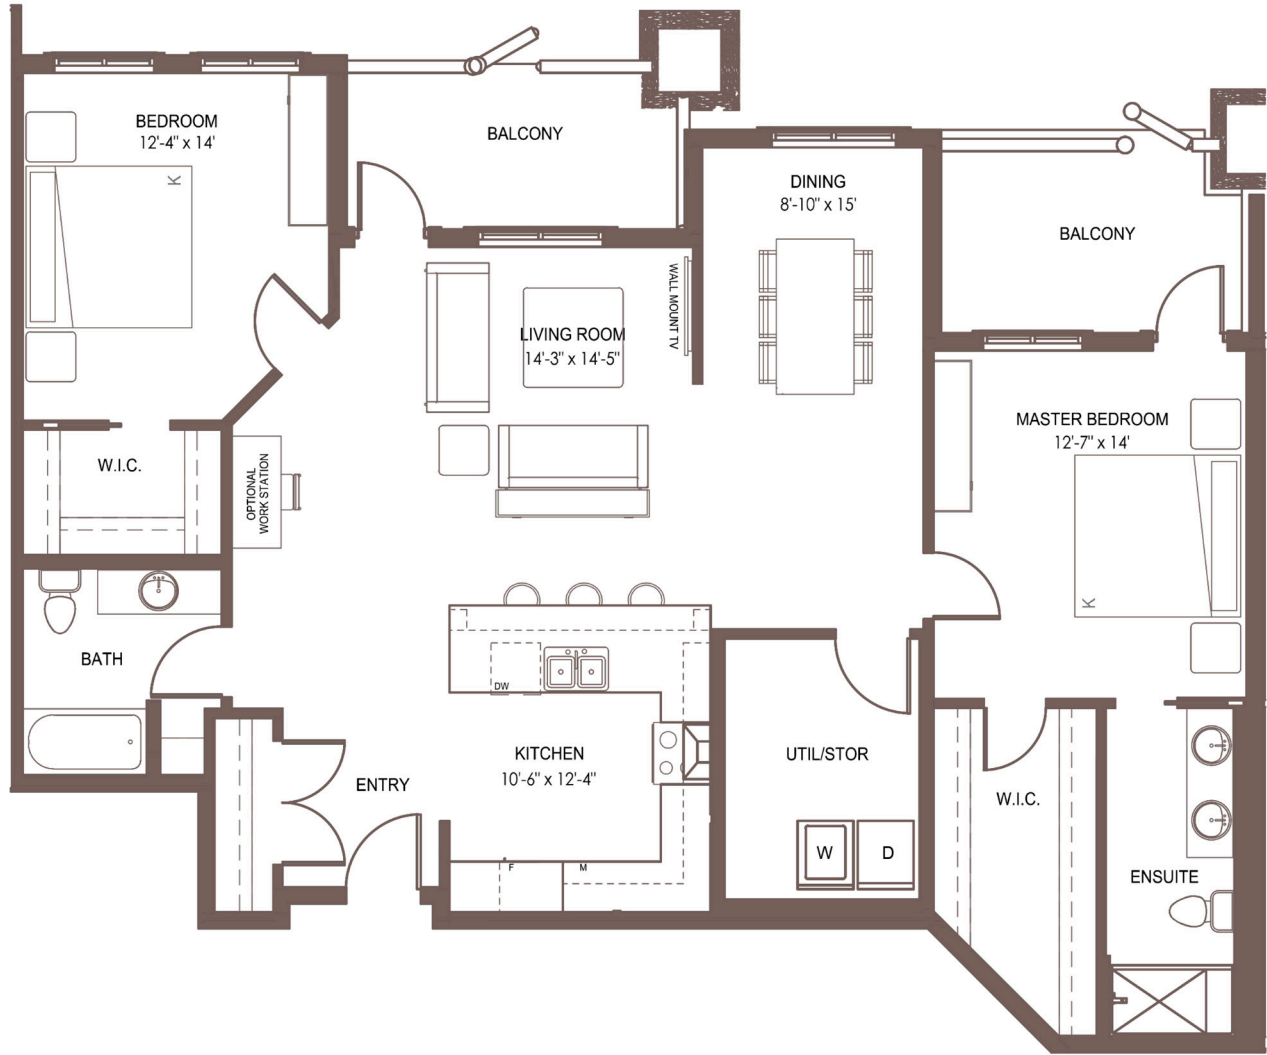 BEDROOM
12'-4" x 14'
K
BALCONY
DINING
8'-10" x 15'
BALCONY
WALL MOUNT TV
LIVING ROOM
14'-3" x 14'-5"
MASTER BEDROOM
12'-7" x 14'
K
W.I.C.
OPTIONAL
WORK STATION
BATH
DW
KITCHEN
10'-6" x 12'-4"
ENTRY
F
M
UTIL/STOR
W
D
W.I.C.
ENSUITE